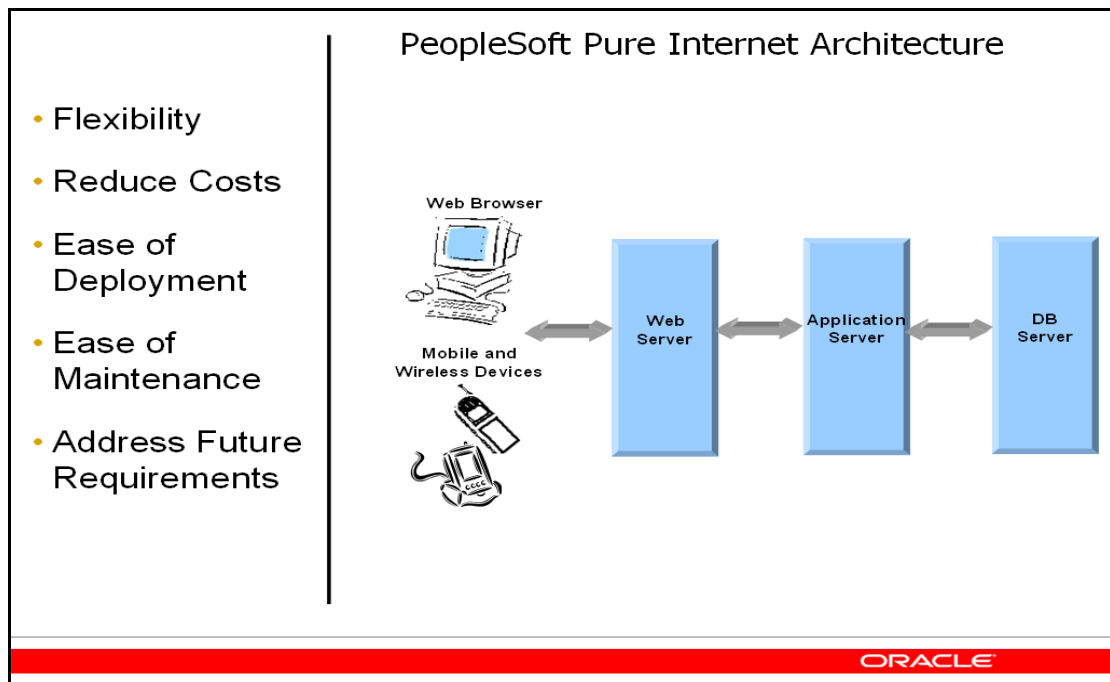 PeopleSoft Pure Internet Architecture
• Flexibility
• Reduce Costs
• Ease of
Deployment
• Ease of
Maintenance
• Address Future
Requirements
Web Browser
Mobile and
Wireless Devices
Web
Server
Application
Server
DB
Server
ORACLE